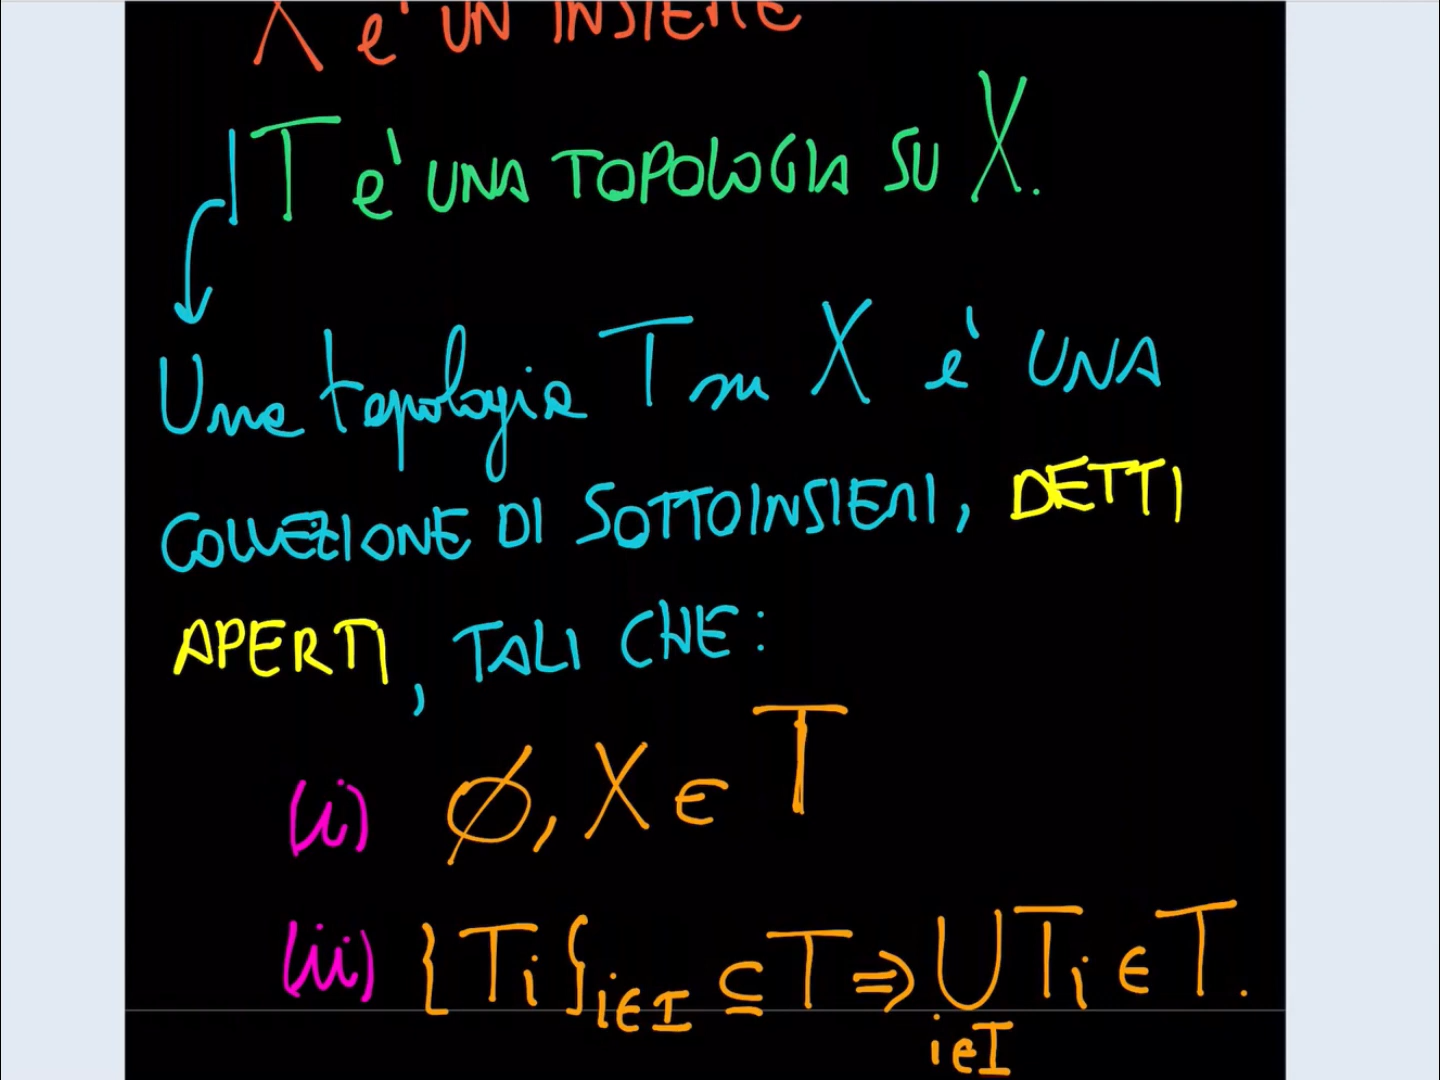 X e' UN INSIEME
T e' UNA TOPOLOGIA SU X.
Una topologia T su X e' UNA
COLLEZIONE DI SOTTOINSIEMI, DETTI
APERTI, TALI CHE:
(i) ∅, X ∈ T
(ii) {Ti}i∈I ⊆ T ⇒ ∪ Ti ∈ T.
i∈I